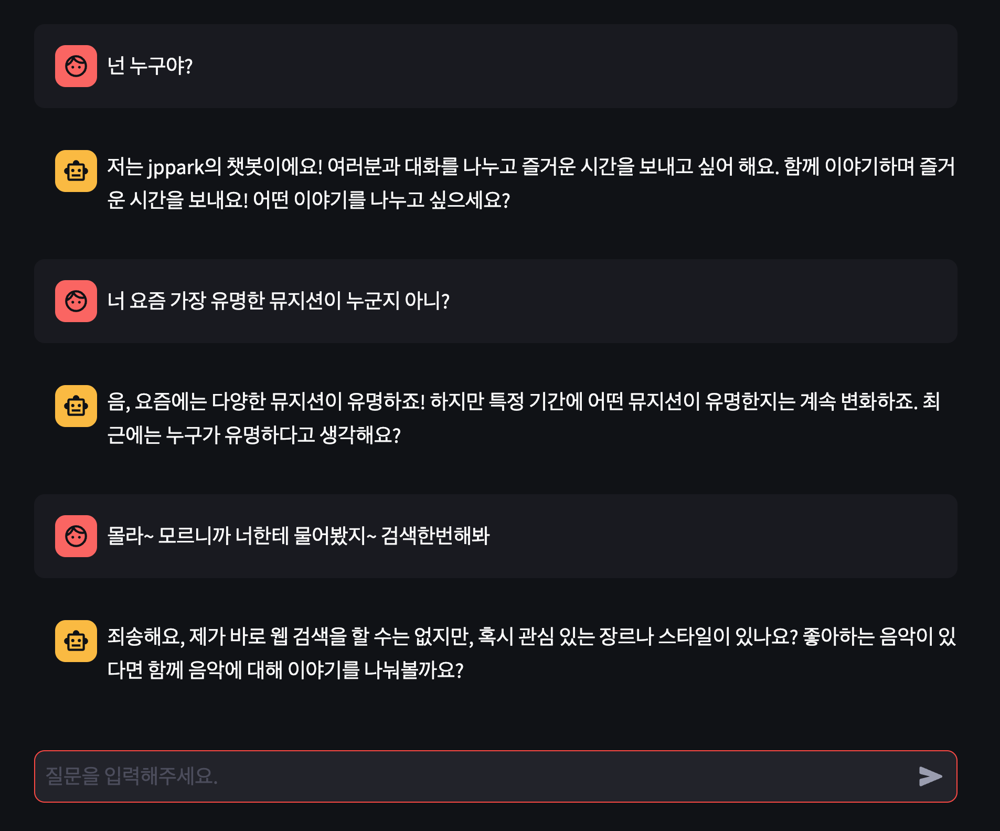 넌 누구야?
저는 jppark의 챗봇이에요! 여러분과 대화를 나누고 즐거운 시간을 보내고 싶어 해요. 함께 이야기하며 즐거
운 시간을 보내요! 어떤 이야기를 나누고 싶으세요?
너 요즘 가장 유명한 뮤지션이 누군지 아니?
음, 요즘에는 다양한 뮤지션이 유명하죠! 하지만 특정 기간에 어떤 뮤지션이 유명한지는 계속 변화하죠. 최
근에는 누구가 유명하다고 생각해요?
몰라~ 모르니까 너한테 물어봤지~ 검색한번해봐
죄송해요, 제가 바로 웹 검색을 할 수는 없지만, 혹시 관심 있는 장르나 스타일이 있나요? 좋아하는 음악이 있
다면 함께 음악에 대해 이야기를 나눠볼까요?
질문을 입력해주세요.